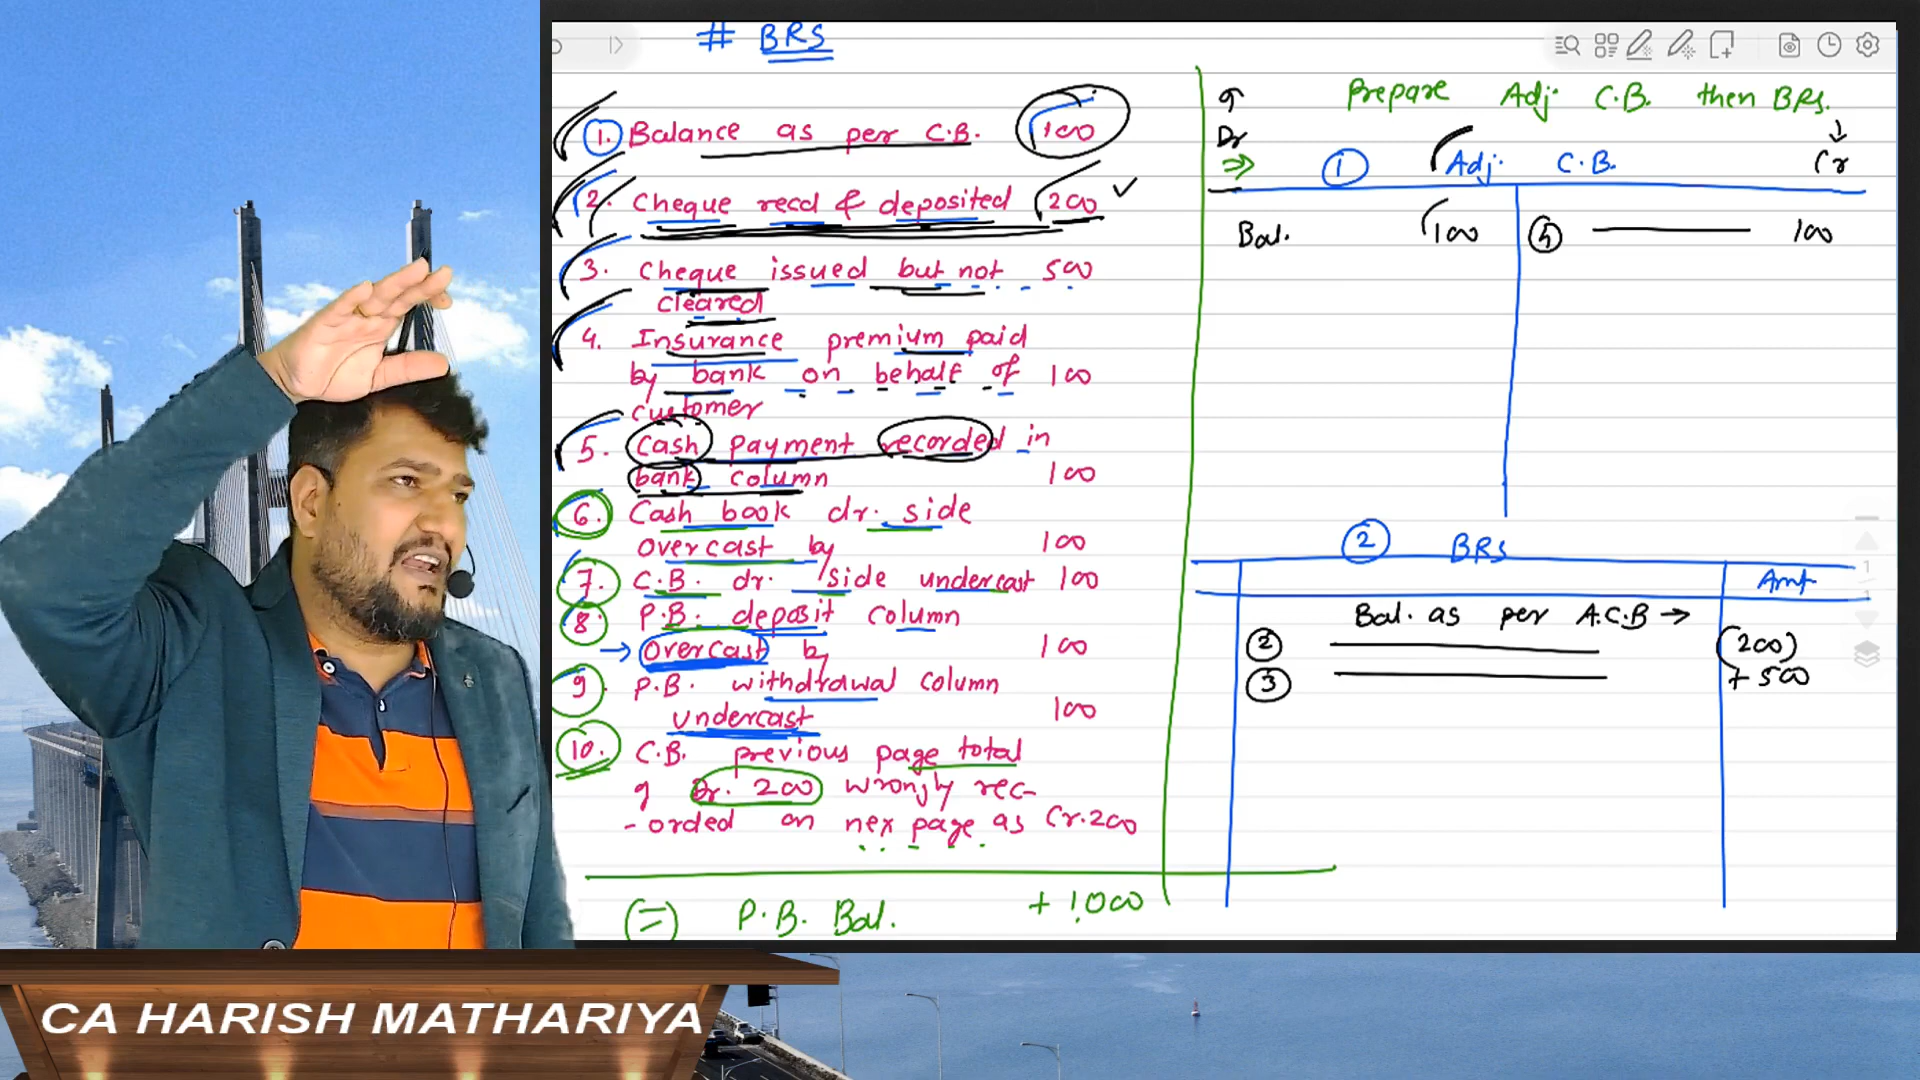 # BRS
1. Balance as per C.B. 100
2. Cheque recd & deposited 200 ✓
3. Cheque issued but not 500
cleared
4. Insurance premium paid
by bank on behalf of 100
customer
5. Cash payment recorded in
bank column 100
6. Cash book dr. side
overcast by 100
7. C.B. dr. side undercast 100
8. P.B. deposit column
→ overcast by 100
9. P.B. withdrawal column
undercast 100
10. C.B. previous page total
of Dr. 200 wrongly rec-
-orded on nex page as Cr. 200
(=) P.B. Bal. + 1,000
Prepare Adj. C.B. then BRS.
↑ ↓
Dr Cr
⇒ 1 Adj. C.B.
Bal. 100 5 100
2 BRS
Amt
Bal. as per A.C.B →
2 (200)
3 + 500
CA HARISH MATHARIYA